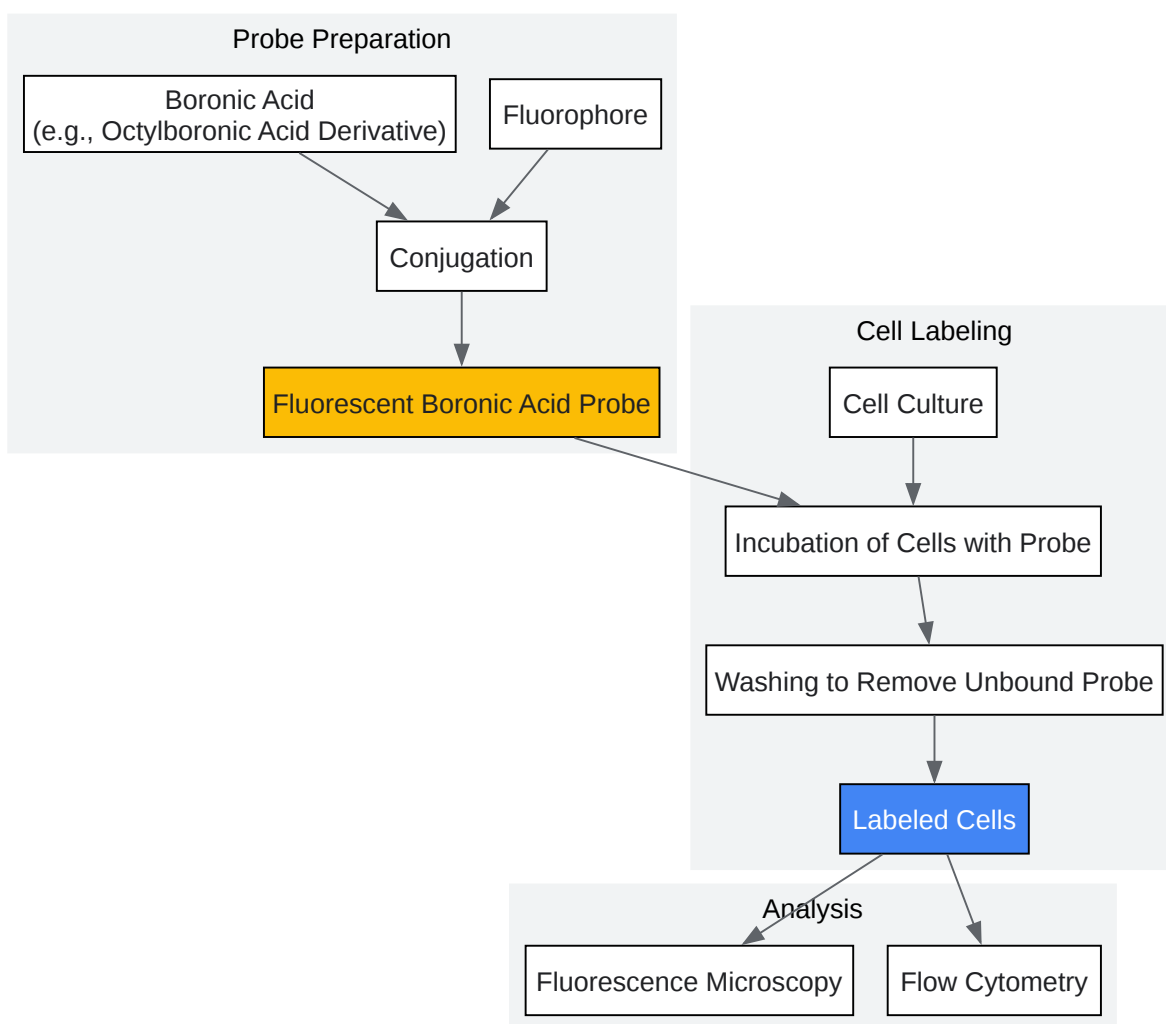 Probe Preparation
Boronic Acid
(e.g., Octylboronic Acid Derivative)
Fluorophore
Conjugation
Fluorescent Boronic Acid Probe
Cell Labeling
Cell Culture
Incubation of Cells with Probe
Washing to Remove Unbound Probe
Labeled Cells
Analysis
Fluorescence Microscopy
Flow Cytometry